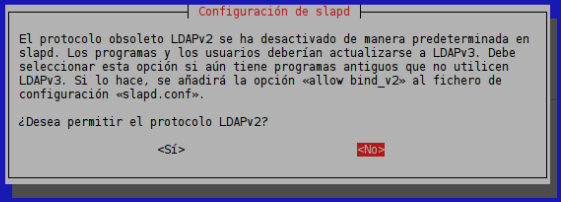 Configuración de slapd
El protocolo obsoleto LDAPv2 se ha desactivado de manera predeterminada en
slapd. Los programas y los usuarios deberían actualizarse a LDAPv3. Debe
seleccionar esta opción si aún tiene programas antiguos que no utilicen
LDAPv3. Si lo hace, se añadirá la opción «allow bind_v2» al fichero de
configuración «slapd.conf».
¿Desea permitir el protocolo LDAPv2?
<Sí> <No>